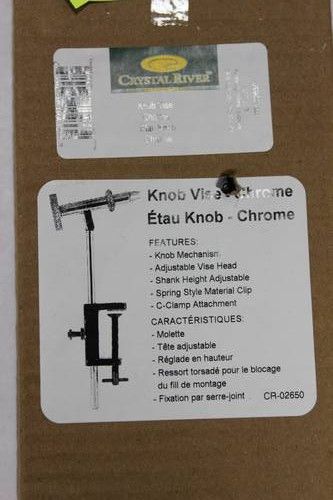 CRYSTAL RIVER
Knob Vise - Chrome
Étau Knob - Chrome
FEATURES:
- Knob Mechanism
- Adjustable Vise Head
- Shank Height Adjustable
- Spring Style Material Clip
- C-Clamp Attachment
CARACTÉRISTIQUES:
- Molette
- Tête adjustable
- Réglade en hauteur
- Ressort torsadé pour le blocage
du fill de montage
- Fixation par serre-joint
CR-02650